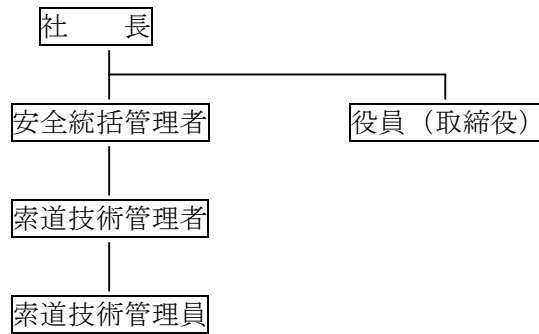 社　　長
安全統括管理者
役員（取締役）
索道技術管理者
索道技術管理員